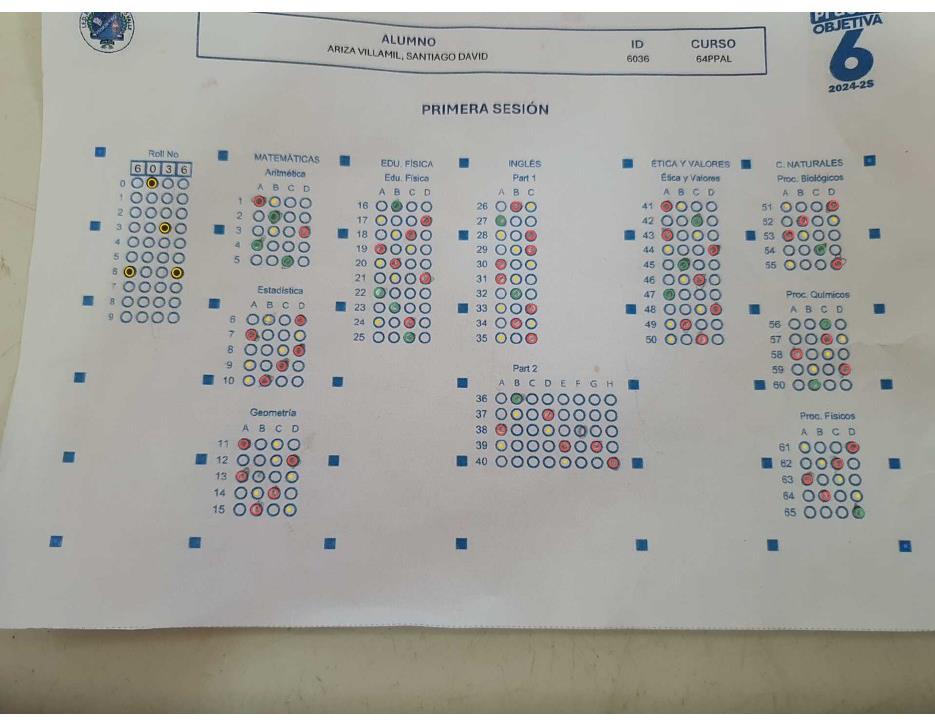 ALUMNO
ARIZA VILLAMIL, SANTIAGO DAVID
ID
6036
CURSO
64PPAL
OBJETIVA
6
2024-2S
PRIMERA SESIÓN
Roll No
6 0 3 6
0
1
2
3
4
5
6
7
8
9
MATEMÁTICAS
Aritmética
A B C D
1
2
3
4
5
Estadística
A B C D
6
7
8
9
10
Geometría
A B C D
11
12
13
14
15
EDU. FÍSICA
Edu. Física
A B C D
16
17
18
19
20
21
22
23
24
25
INGLÉS
Part 1
A B C
26
27
28
29
30
31
32
33
34
35
Part 2
A B C D E F G H
36
37
38
39
40
ÉTICA Y VALORES
Ética y Valores
A B C D
41
42
43
44
45
46
47
48
49
50
C. NATURALES
Proc. Biológicos
A B C D
51
52
53
54
55
Proc. Químicos
A B C D
56
57
58
59
60
Proc. Físicos
A B C D
61
62
63
64
65